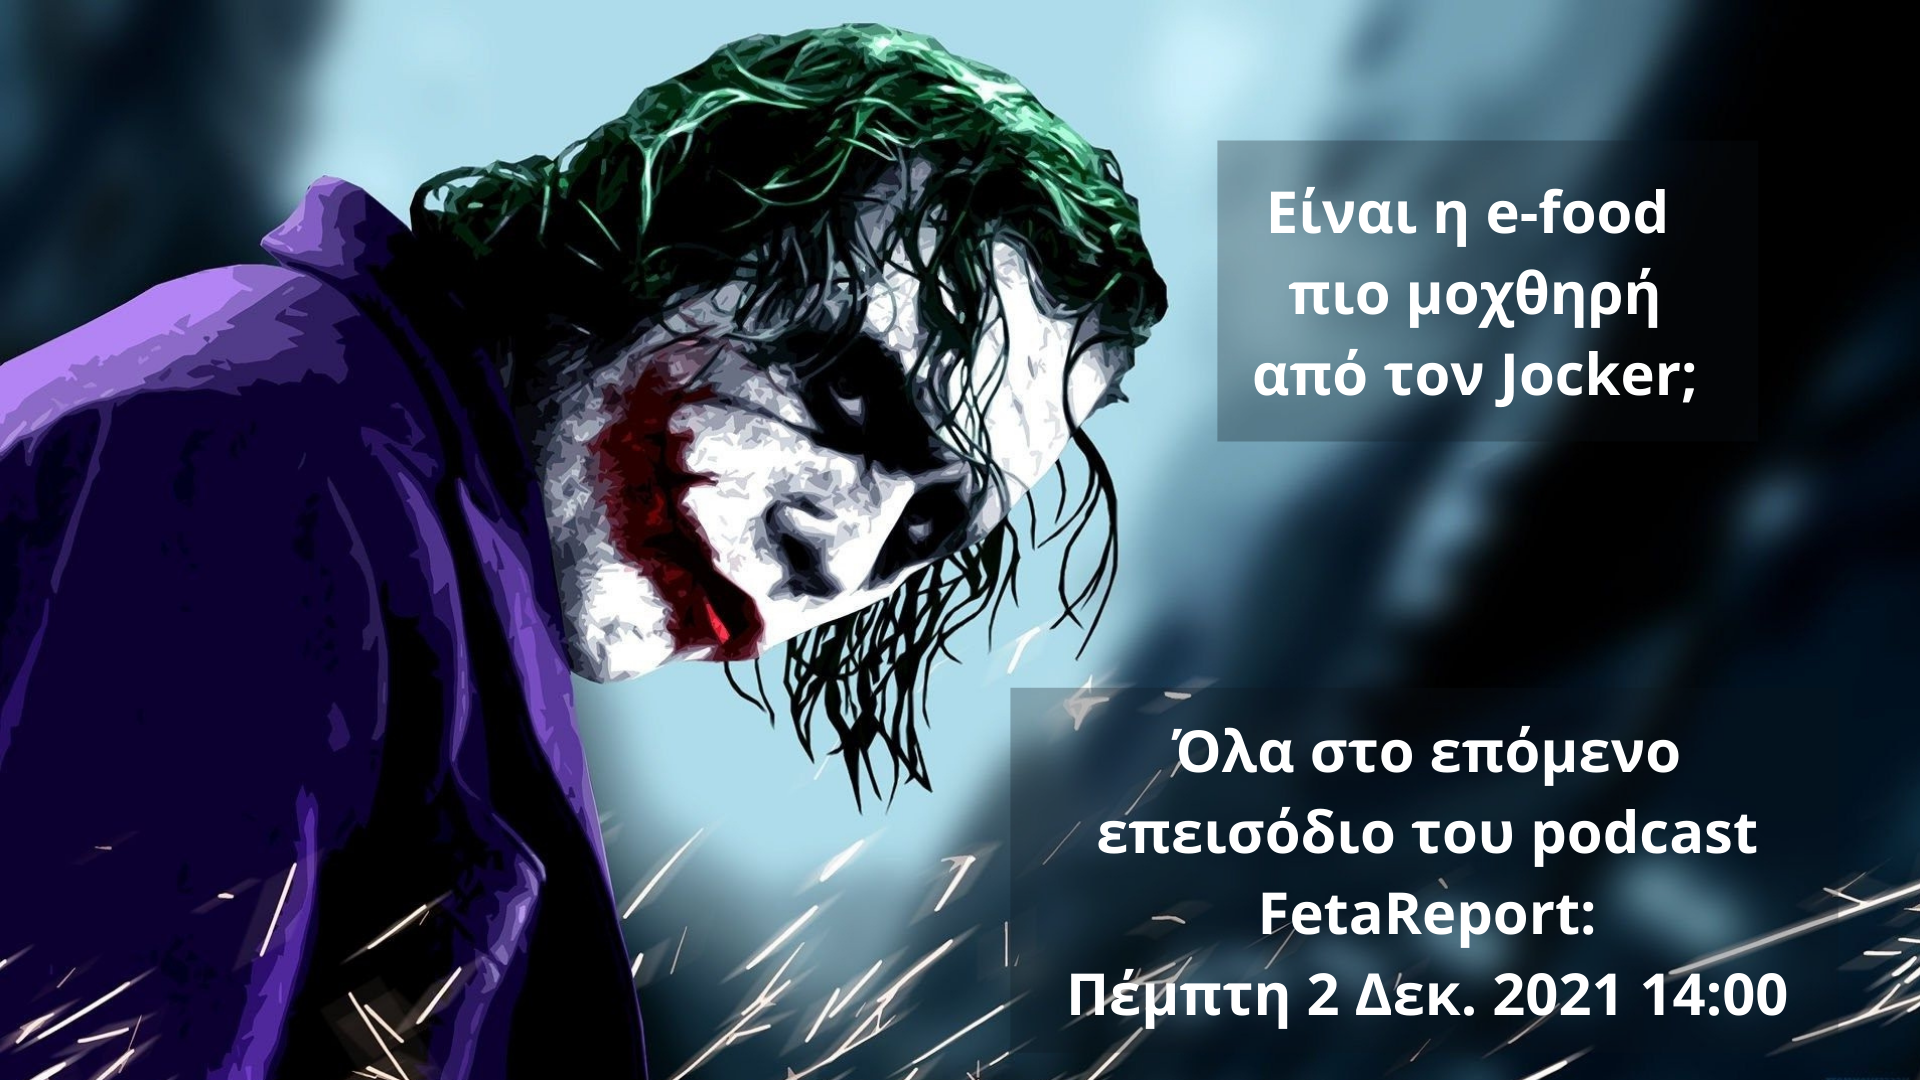 Είναι η e-food
πιο μοχθηρή
από τον Jocker;
Όλα στο επόμενο
επεισόδιο του podcast
FetaReport:
Πέμπτη 2 Δεκ. 2021 14:00